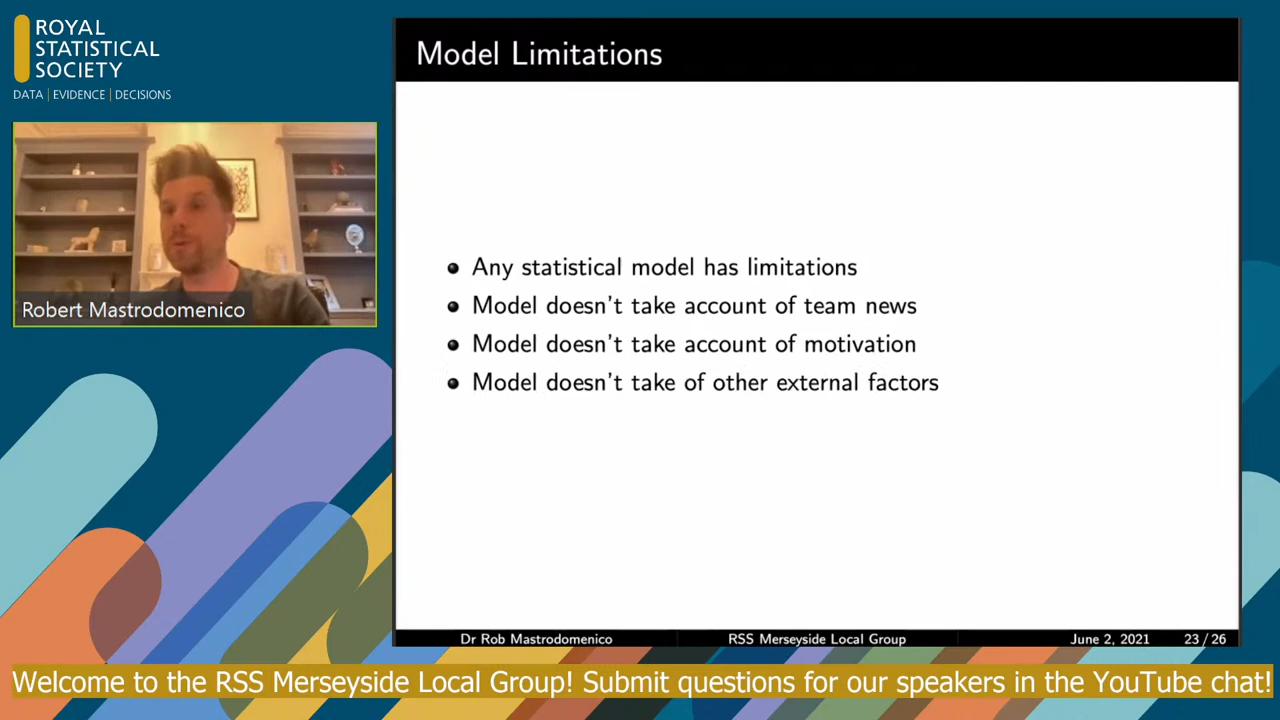 ROYAL
STATISTICAL
SOCIETY
DATA | EVIDENCE | DECISIONS
Robert Mastrodomenico
Model Limitations
Any statistical model has limitations
Model doesn't take account of team news
Model doesn't take account of motivation
Model doesn't take of other external factors
Dr Rob Mastrodomenico
RSS Merseyside Local Group
June 2, 2021
23 / 26
Welcome to the RSS Merseyside Local Group! Submit questions for our speakers in the YouTube chat!